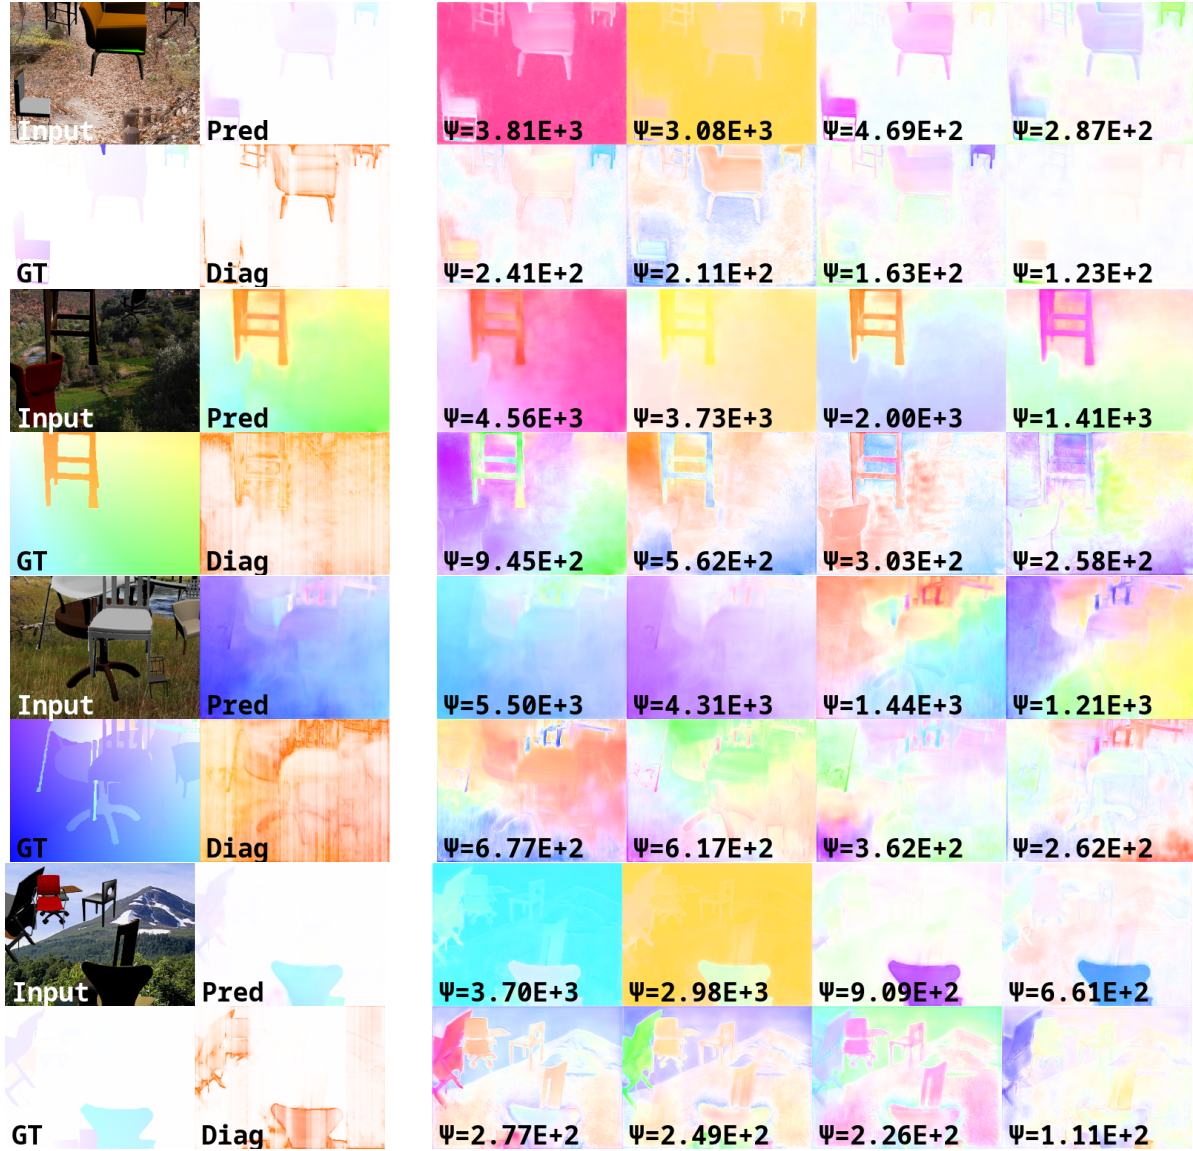 Input Pred Ψ=3.81E+3 Ψ=3.08E+3 Ψ=4.69E+2 Ψ=2.87E+2
GT Diag Ψ=2.41E+2 Ψ=2.11E+2 Ψ=1.63E+2 Ψ=1.23E+2
Input Pred Ψ=4.56E+3 Ψ=3.73E+3 Ψ=2.00E+3 Ψ=1.41E+3
GT Diag Ψ=9.45E+2 Ψ=5.62E+2 Ψ=3.03E+2 Ψ=2.58E+2
Input Pred Ψ=5.50E+3 Ψ=4.31E+3 Ψ=1.44E+3 Ψ=1.21E+3
GT Diag Ψ=6.77E+2 Ψ=6.17E+2 Ψ=3.62E+2 Ψ=2.62E+2
Input Pred Ψ=3.70E+3 Ψ=2.98E+3 Ψ=9.09E+2 Ψ=6.61E+2
GT Diag Ψ=2.77E+2 Ψ=2.49E+2 Ψ=2.26E+2 Ψ=1.11E+2